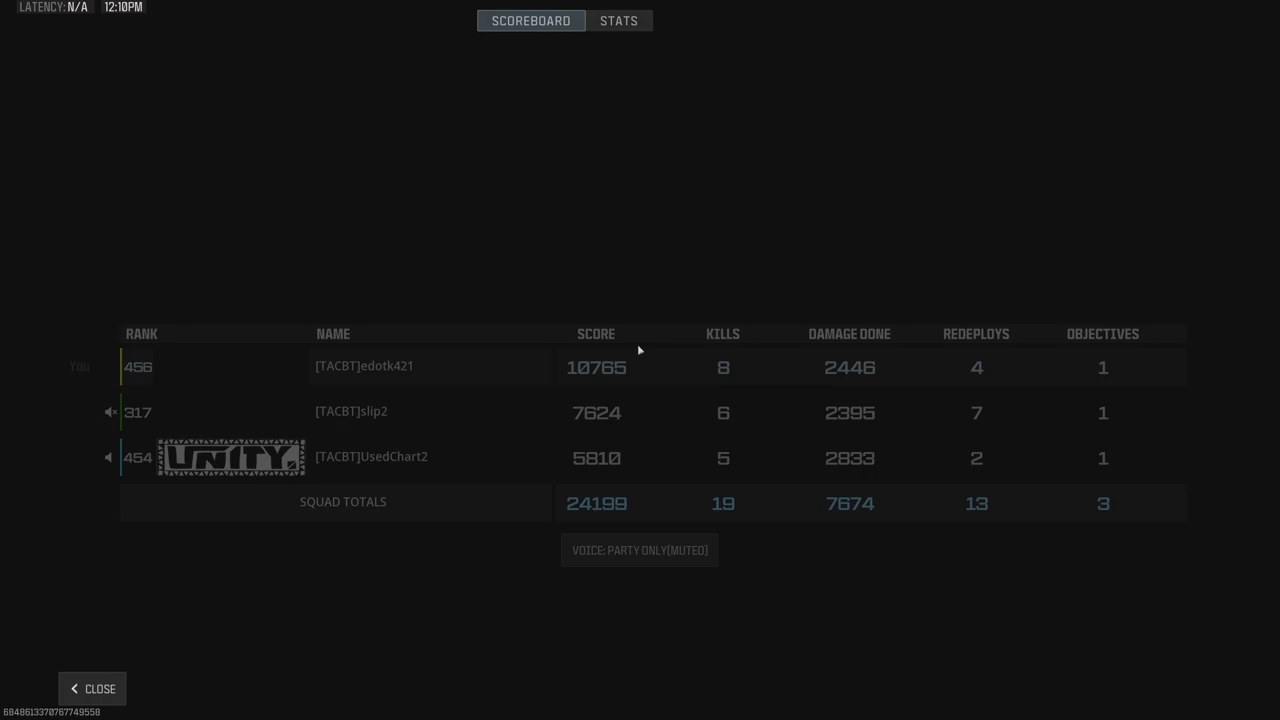 LATENCY: N/A 12:10PM
SCOREBOARD STATS
RANK NAME SCORE KILLS DAMAGE DONE REDEPLOYS OBJECTIVES
You 456 [TACBT]edotk421 10765 8 2446 4 1
317 [TACBT]slip2 7624 6 2395 7 1
454 UNITY [TACBT]UsedChart2 5810 5 2833 2 1
SQUAD TOTALS 24199 19 7674 13 3
VOICE: PARTY ONLY(MUTED)
CLOSE
6848613370767749558